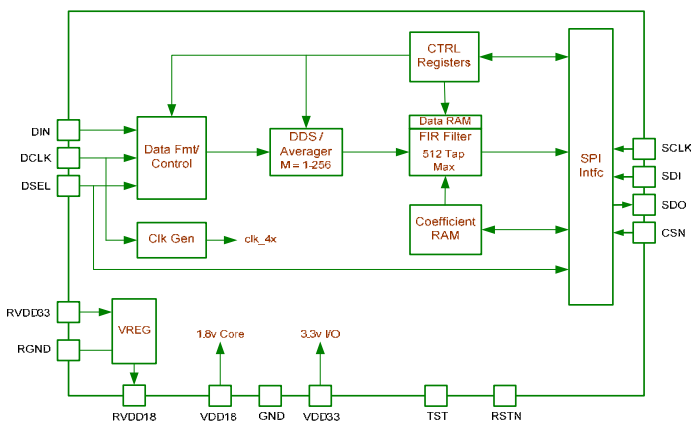 CTRL
Registers
Data RAM
FIR Filter
512 Tap
Max
DIN
DCLK
DSEL
Data Fmt/
Control
DDS /
Averager
M = 1-256
SPI
Intfc
SCLK
SDI
SDO
CSN
Coefficient
RAM
Clk Gen
clk_4x
RVDD33
RGND
VREG
1.8v Core
3.3v I/O
RVDD18
VDD18
GND
VDD33
TST
RSTN